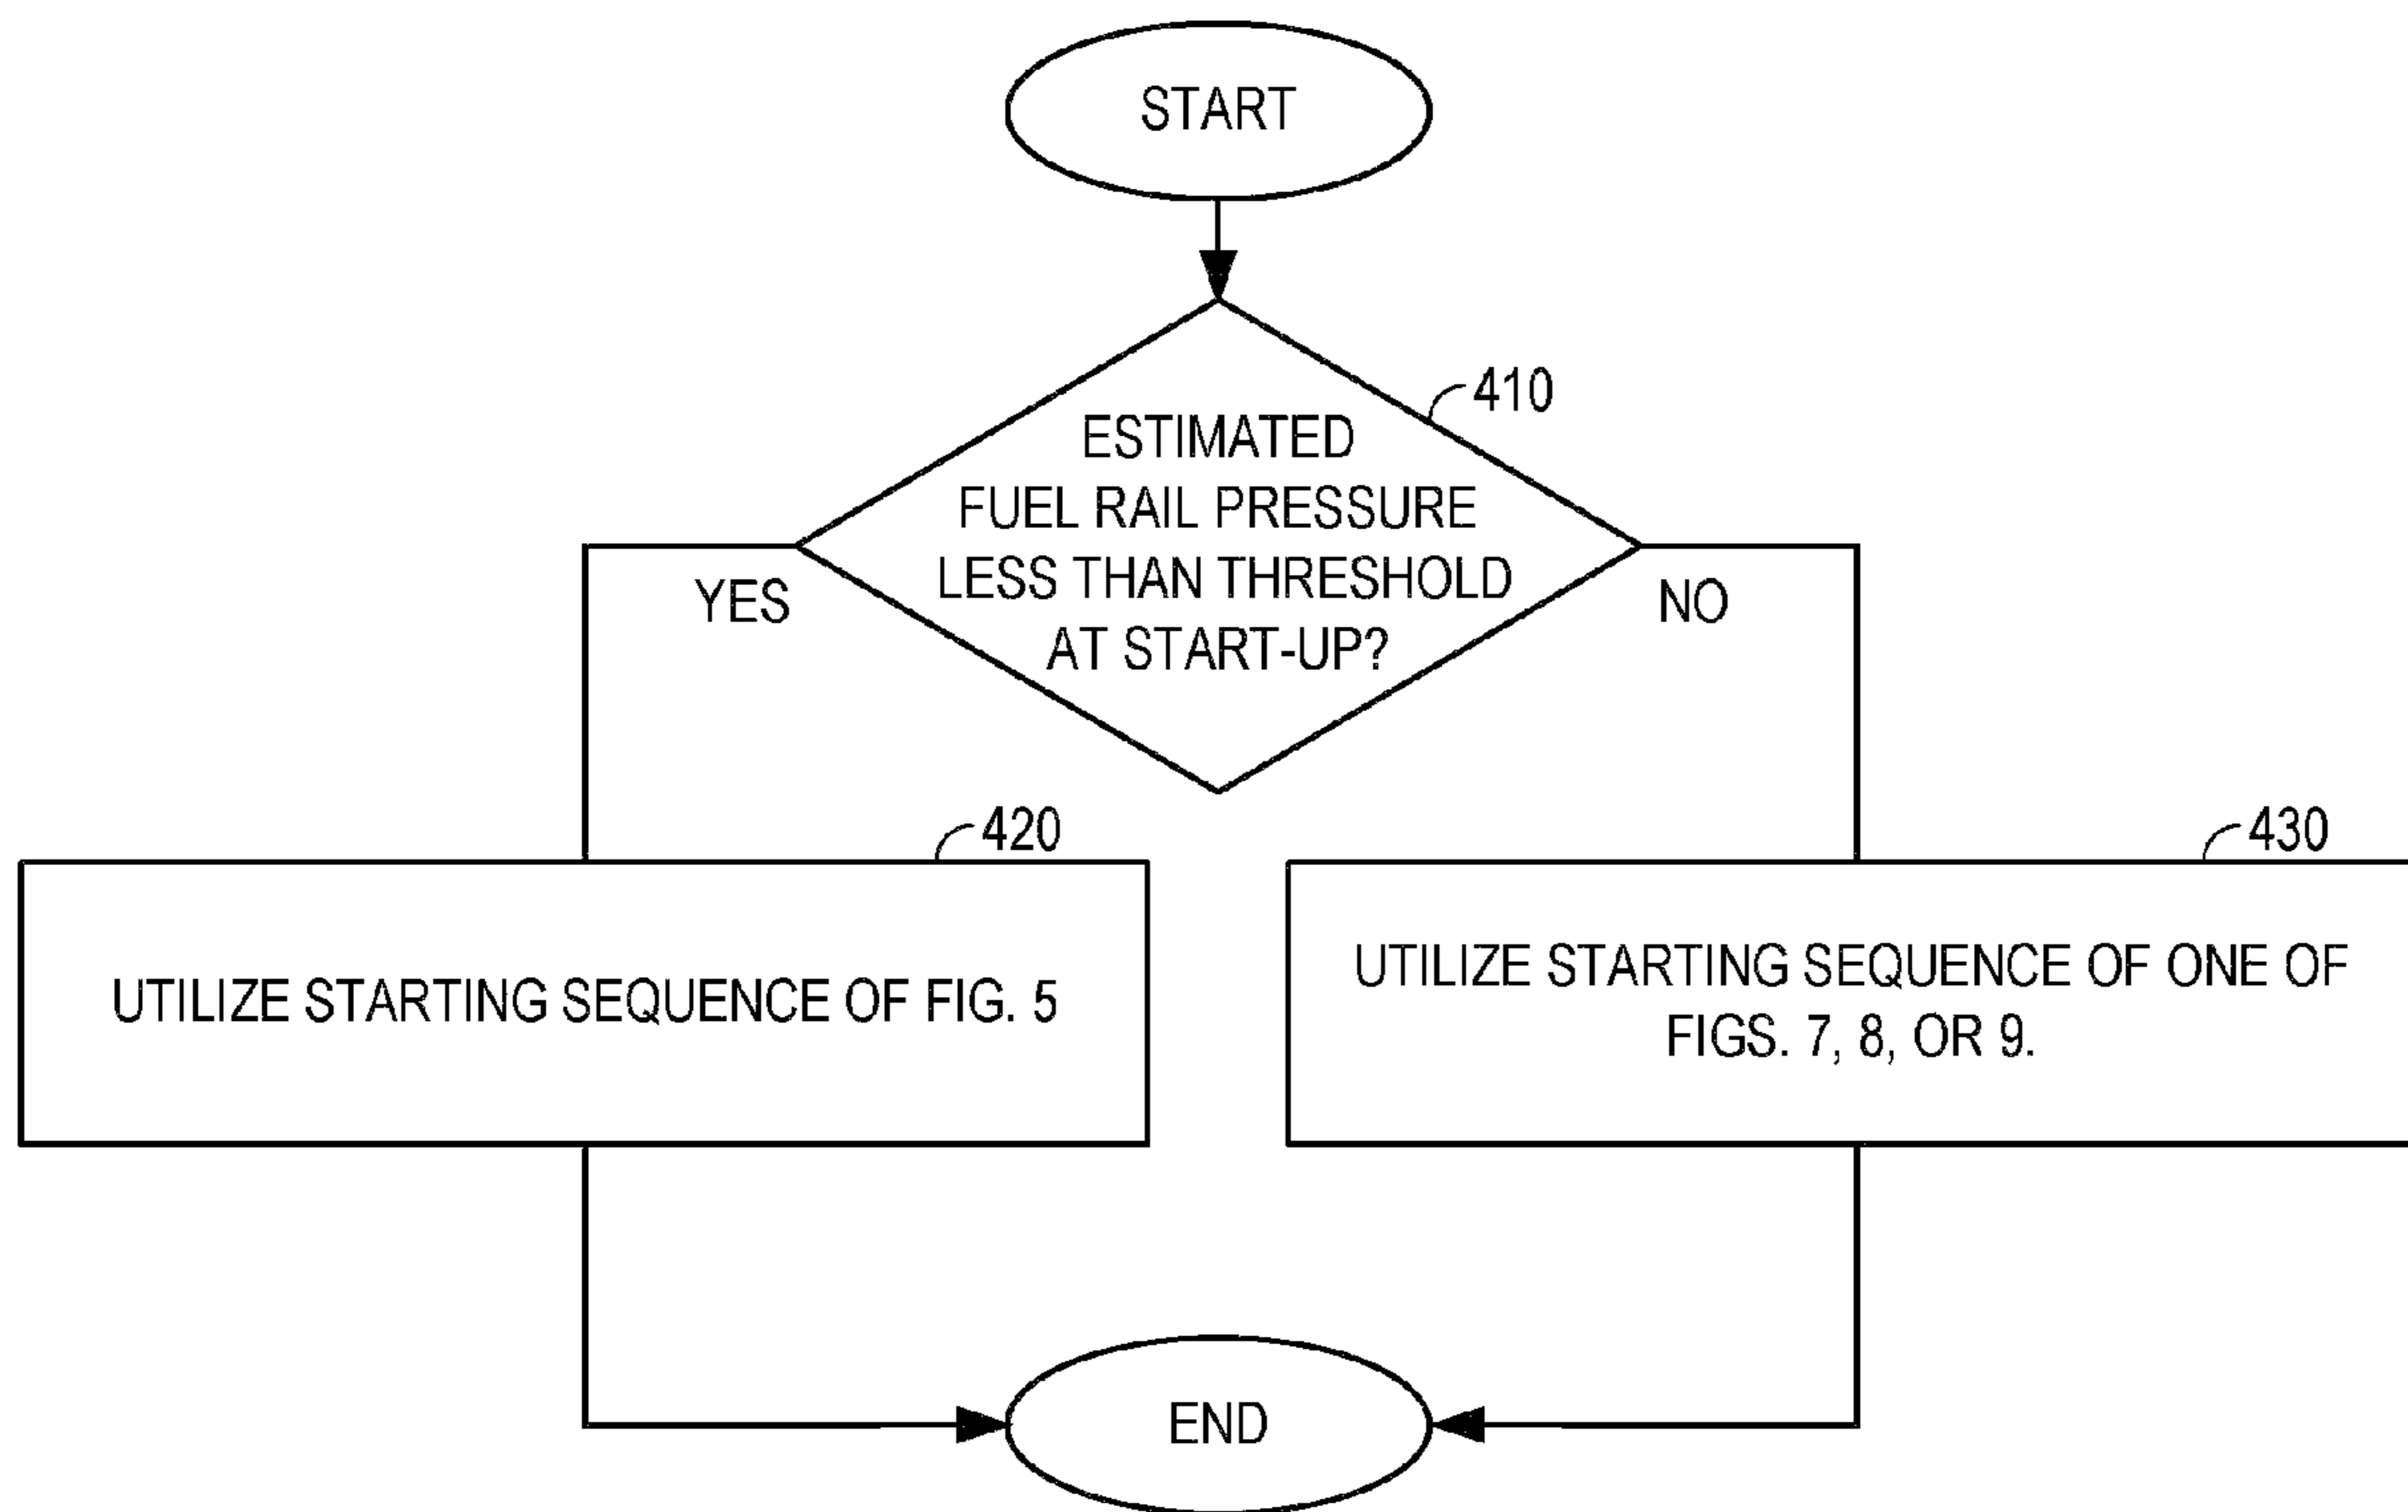 START
410
ESTIMATED
FUEL RAIL PRESSURE
LESS THAN THRESHOLD
AT START-UP?
YES
NO
420
430
UTILIZE STARTING SEQUENCE OF FIG. 5
UTILIZE STARTING SEQUENCE OF ONE OF
FIGS. 7, 8, OR 9.
END